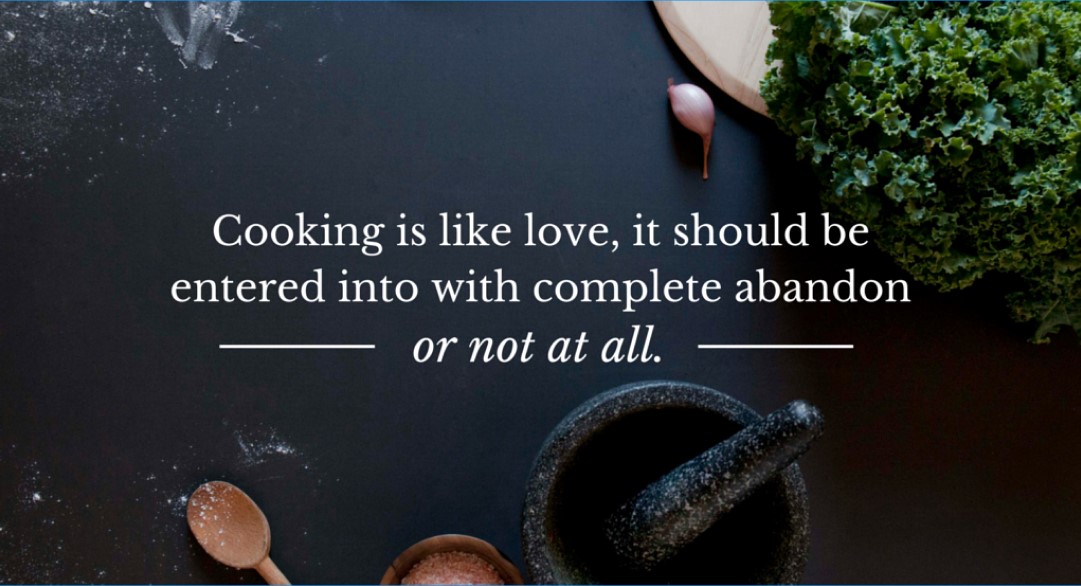 Cooking is like love, it should be
entered into with complete abandon
or not at all.